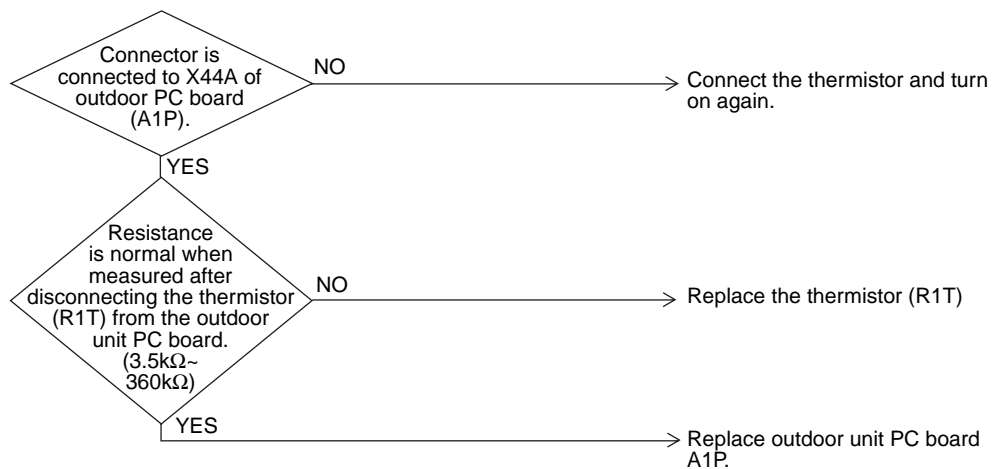 Connector is
connected to X44A of
outdoor PC board
(A1P).
NO
Connect the thermistor and turn
on again.
YES
Resistance
is normal when
measured after
disconnecting the thermistor
(R1T) from the outdoor
unit PC board.
(3.5kΩ~
360kΩ)
NO
Replace the thermistor (R1T)
YES
Replace outdoor unit PC board
A1P.